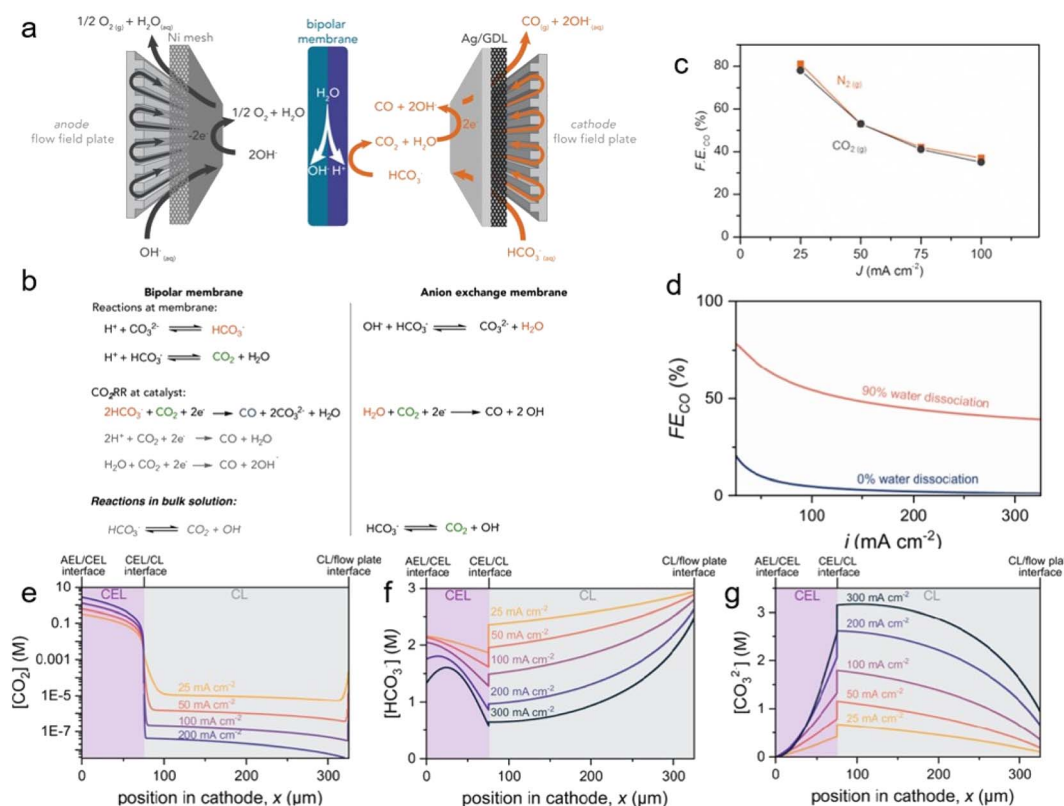 a
1/2 O2 (g) + H2O(aq)
Ni mesh
anode
flow field plate
-2e-
1/2 O2 + H2O
2OH-
OH- (aq)
bipolar
membrane
H2O
OH- H+
CO + 2OH-
CO2 + H2O
HCO3-
Ag/GDL
2e-
CO(g) + 2OH-(aq)
cathode
flow field plate
HCO3- (aq)
b
Bipolar membrane
Reactions at membrane:
H+ + CO3 2- ⇌ HCO3-
H+ + HCO3- ⇌ CO2 + H2O
CO2RR at catalyst:
2HCO3- + CO2 + 2e- → CO + 2CO3 2- + H2O
2H+ + CO2 + 2e- → CO + H2O
H2O + CO2 + 2e- → CO + 2OH-
Reactions in bulk solution:
HCO3- ⇌ CO2 + OH-
Anion exchange membrane
OH- + HCO3- ⇌ CO3 2- + H2O
H2O + CO2 + 2e- → CO + 2 OH
HCO3- ⇌ CO2 + OH-
c
F.E.CO (%)
80
60
40
20
0
N2 (g)
CO2 (g)
0 25 50 75 100
J (mA cm-2)
d
FECO (%)
100
50
0
90% water dissociation
0% water dissociation
100 200 300
i (mA cm-2)
AEL/CEL
interface
CEL/CL
interface
CL/flow plate
interface
e
CEL
CL
[CO2] (M)
10
0.1
0.001
1E-5
1E-7
25 mA cm-2
50 mA cm-2
100 mA cm-2
200 mA cm-2
0 100 200 300
position in cathode, x (μm)
AEL/CEL
interface
CEL/CL
interface
CL/flow plate
interface
f
CEL
CL
[HCO3-] (M)
3
2
1
0
25 mA cm-2
50 mA cm-2
100 mA cm-2
200 mA cm-2
300 mA cm-2
0 100 200 300
position in cathode, x (μm)
AEL/CEL
interface
CEL/CL
interface
CL/flow plate
interface
g
CEL
CL
[CO3 2-] (M)
3
2
1
0
300 mA cm-2
200 mA cm-2
100 mA cm-2
50 mA cm-2
25 mA cm-2
0 100 200 300
position in cathode, x (μm)